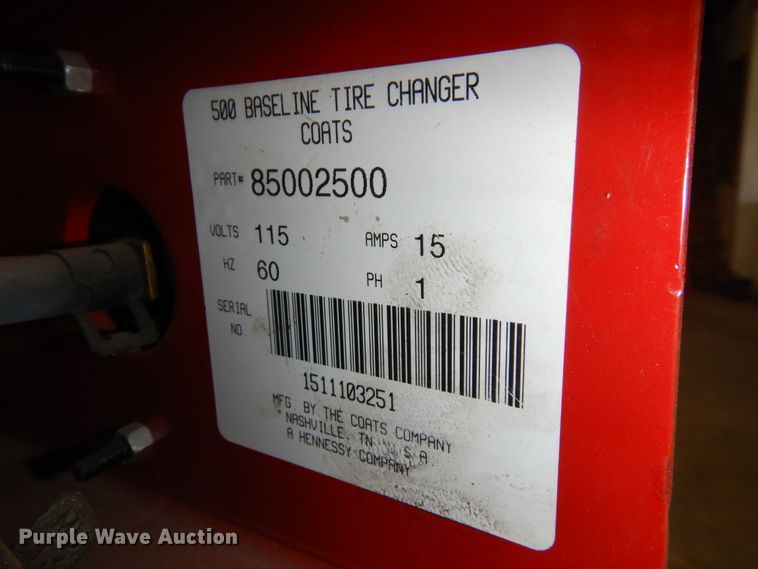 500 BASELINE TIRE CHANGER
COATS
PART# 85002500
VOLTS 115 AMPS 15
HZ 60 PH 1
SERIAL
NO.
1511103251
MFG. BY THE COATS COMPANY
NASHVILLE, TN U.S.A.
A HENNESSY COMPANY
Purple Wave Auction®